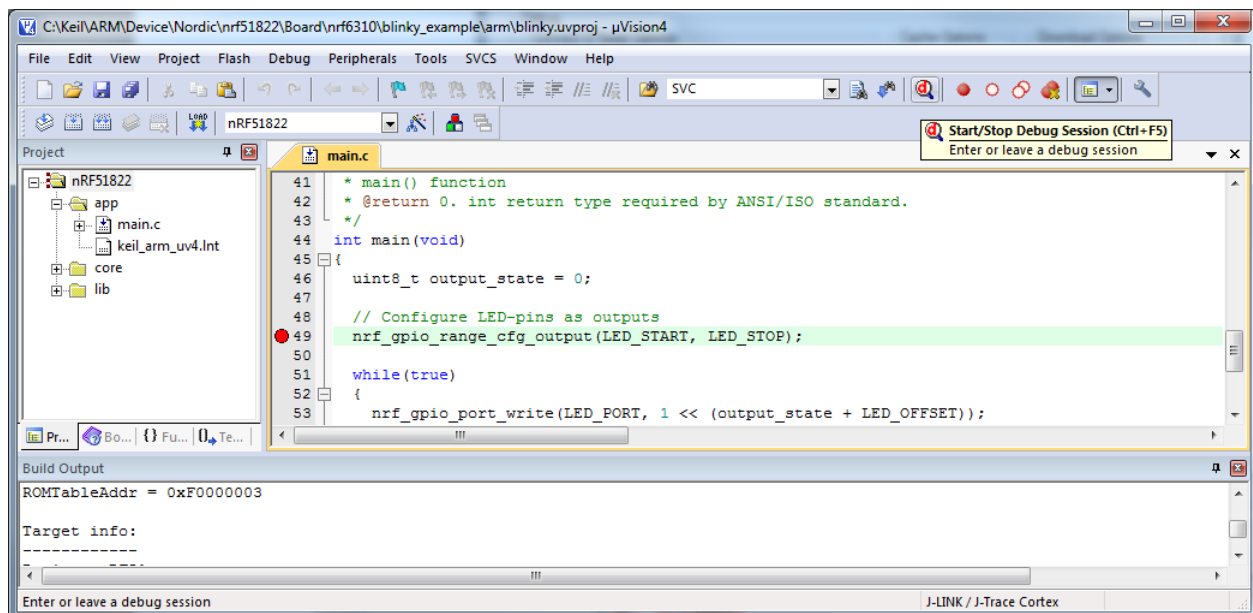 C:\Keil\ARM\Device\Nordic\nrf51822\Board\nrf6310\blinky_example\arm\blinky.uvproj - µVision4
File Edit View Project Flash Debug Peripherals Tools SVCS Window Help
SVC
LOAD nRF51822
Start/Stop Debug Session (Ctrl+F5)
Enter or leave a debug session
Project
main.c
nRF51822
app
main.c
keil_arm_uv4.lnt
core
lib
41 * main() function
42 * @return 0. int return type required by ANSI/ISO standard.
43 */
44 int main(void)
45 {
46 uint8_t output_state = 0;
47
48 // Configure LED-pins as outputs
49 nrf_gpio_range_cfg_output(LED_START, LED_STOP);
50
51 while(true)
52 {
53 nrf_gpio_port_write(LED_PORT, 1 << (output_state + LED_OFFSET));
Pr... Bo... {} Fu... Te...
Build Output
ROMTableAddr = 0xF0000003
Target info:
------------
Enter or leave a debug session
J-LINK / J-Trace Cortex